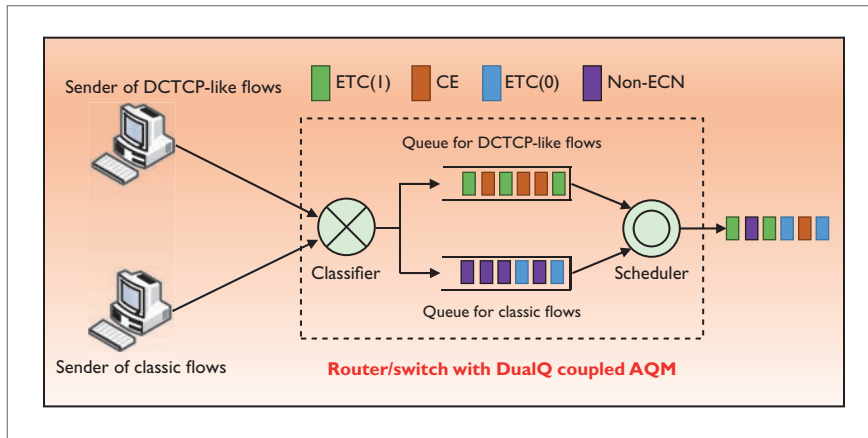 Sender of DCTCP-like flows
ETC(1) CE ETC(0) Non-ECN
Queue for DCTCP-like flows
Classifier
Scheduler
Queue for classic flows
Sender of classic flows
Router/switch with DualQ coupled AQM